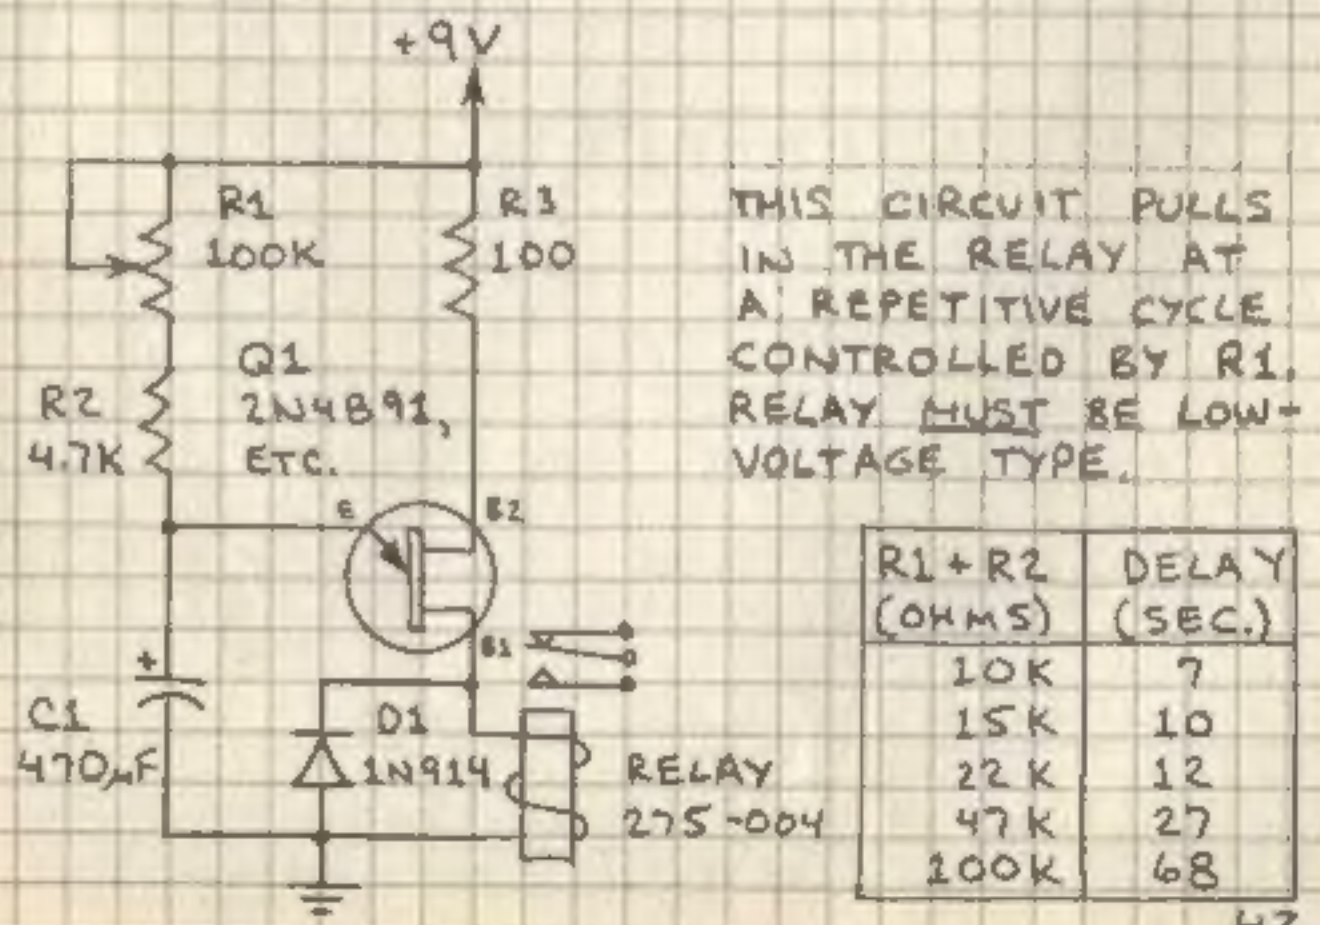 +9V
R1
100K
R3
100
R2
4.7K
Q1
2N4891,
ETC.
E
B2
B1
+
C1
470µF
D1
1N914
RELAY
275-004
THIS CIRCUIT PULLS
IN THE RELAY AT
A REPETITIVE CYCLE
CONTROLLED BY R1.
RELAY MUST BE LOW-
VOLTAGE TYPE.
R1 + R2 DELAY
(OHMS) (SEC.)
10K 7
15K 10
22K 12
47K 27
100K 68